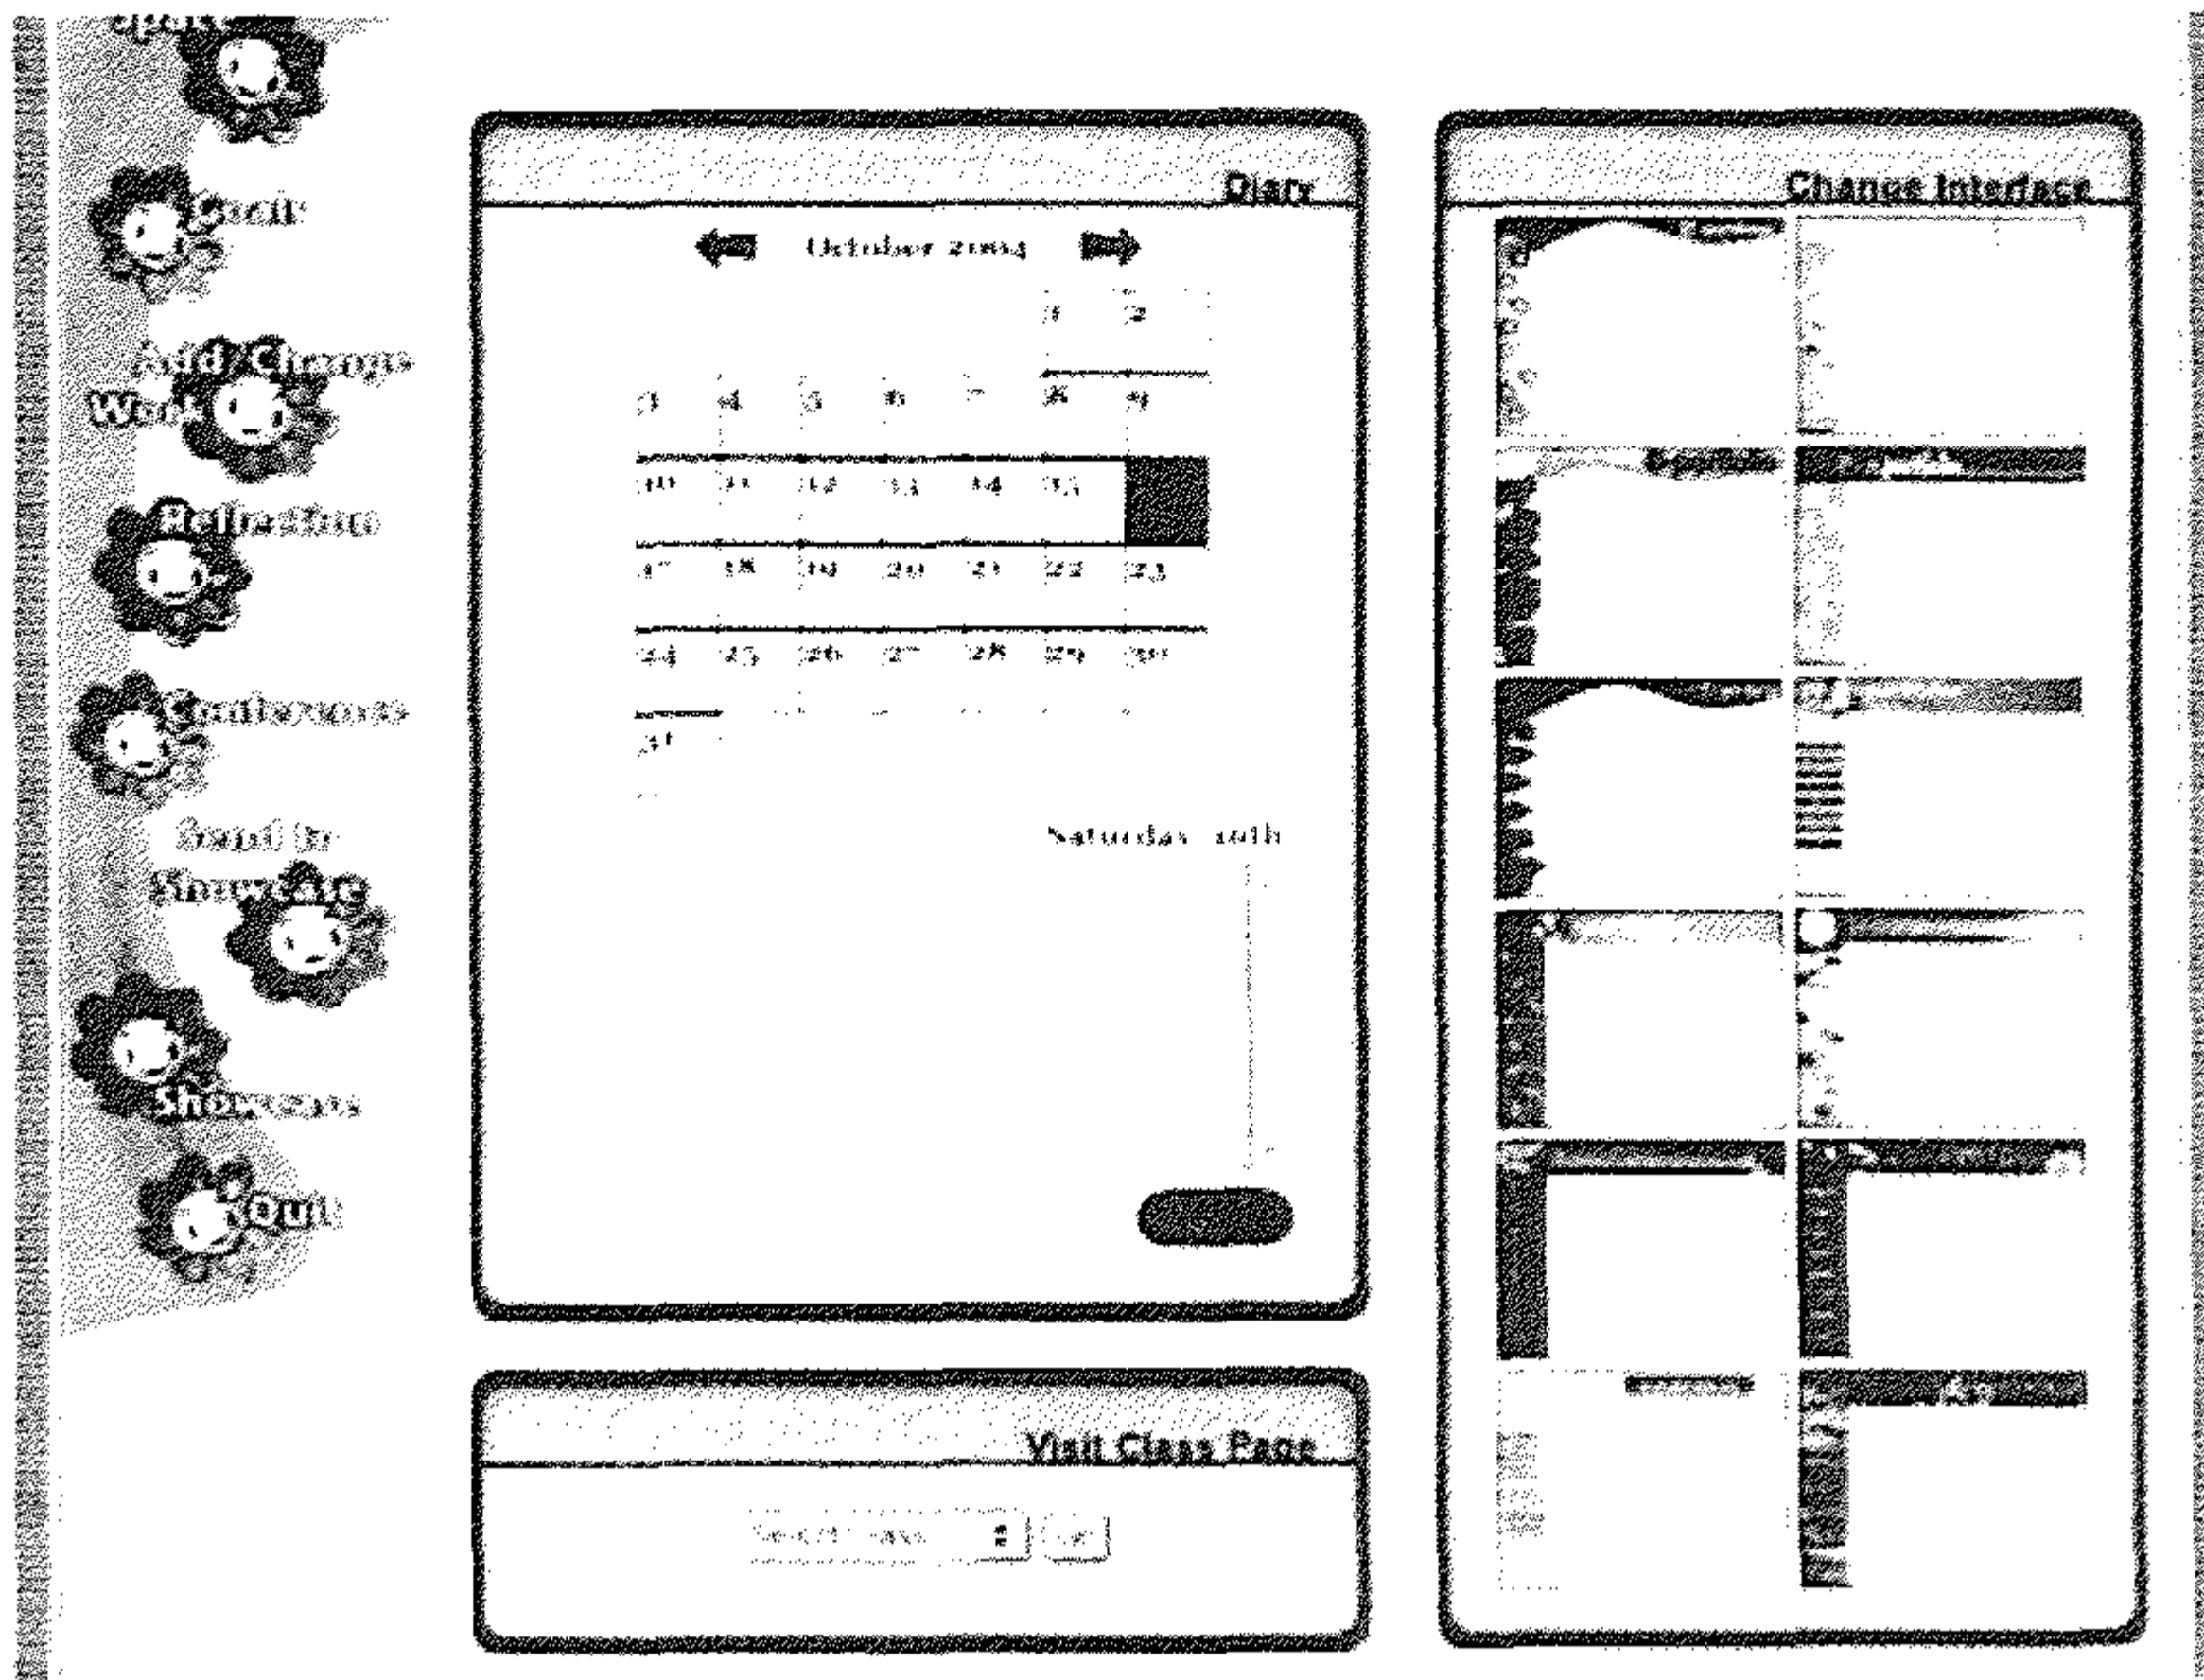 Add/Change
Work
Reflection
Send to
Showcase
Showcase
Quit
Diary
October 2004
1 2
3 4 5 6 7 8 9
10 11 12 13 14 15
17 18 19 20 21 22 23
24 25 26 27 28 29 30
31
Saturday 16th
Visit Class Page
Change Interface